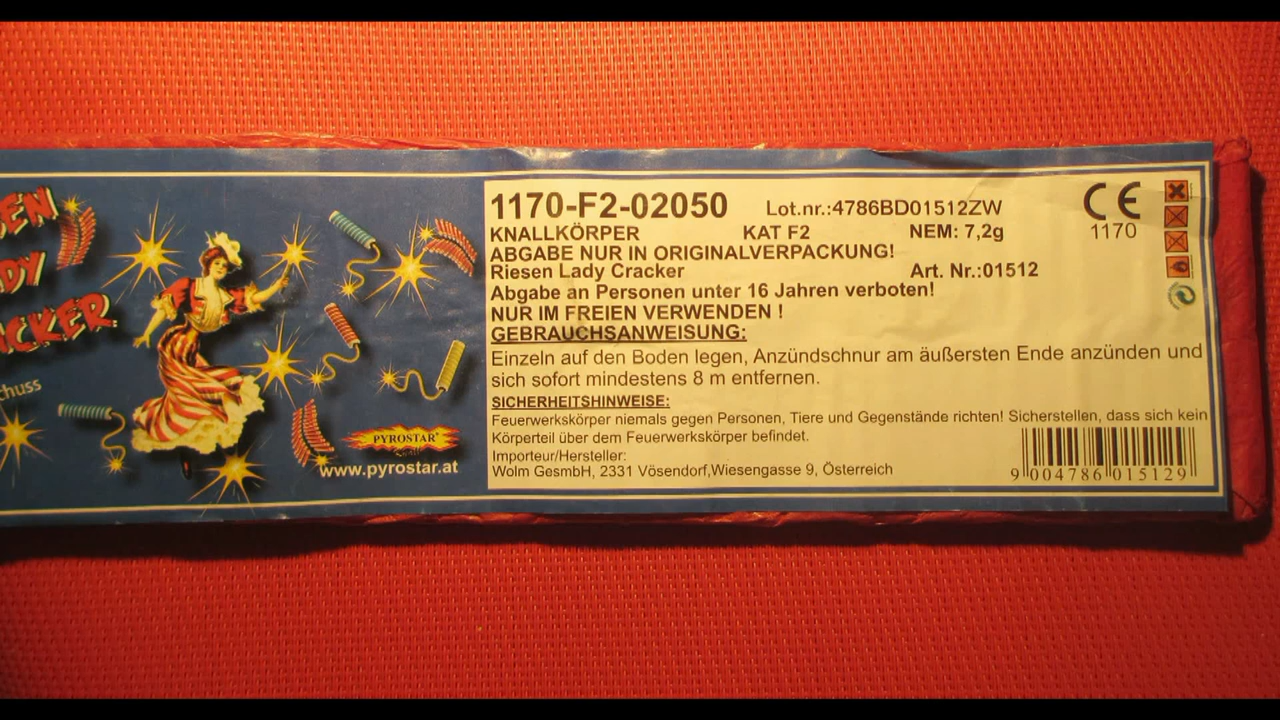 EN
DY
CKER
chuss
PYROSTAR
www.pyrostar.at
1170-F2-02050 Lot.nr.:4786BD01512ZW
KNALLKÖRPER KAT F2 NEM: 7,2g
ABGABE NUR IN ORIGINALVERPACKUNG!
Riesen Lady Cracker Art. Nr.:01512
Abgabe an Personen unter 16 Jahren verboten!
NUR IM FREIEN VERWENDEN !
GEBRAUCHSANWEISUNG:
Einzeln auf den Boden legen, Anzündschnur am äußersten Ende anzünden und
sich sofort mindestens 8 m entfernen.
SICHERHEITSHINWEISE:
Feuerwerkskörper niemals gegen Personen, Tiere und Gegenstände richten! Sicherstellen, dass sich kein
Körperteil über dem Feuerwerkskörper befindet.
Importeur/Hersteller:
Wolm GesmbH, 2331 Vösendorf,Wiesengasse 9, Österreich
CE
1170
9 004786 015129